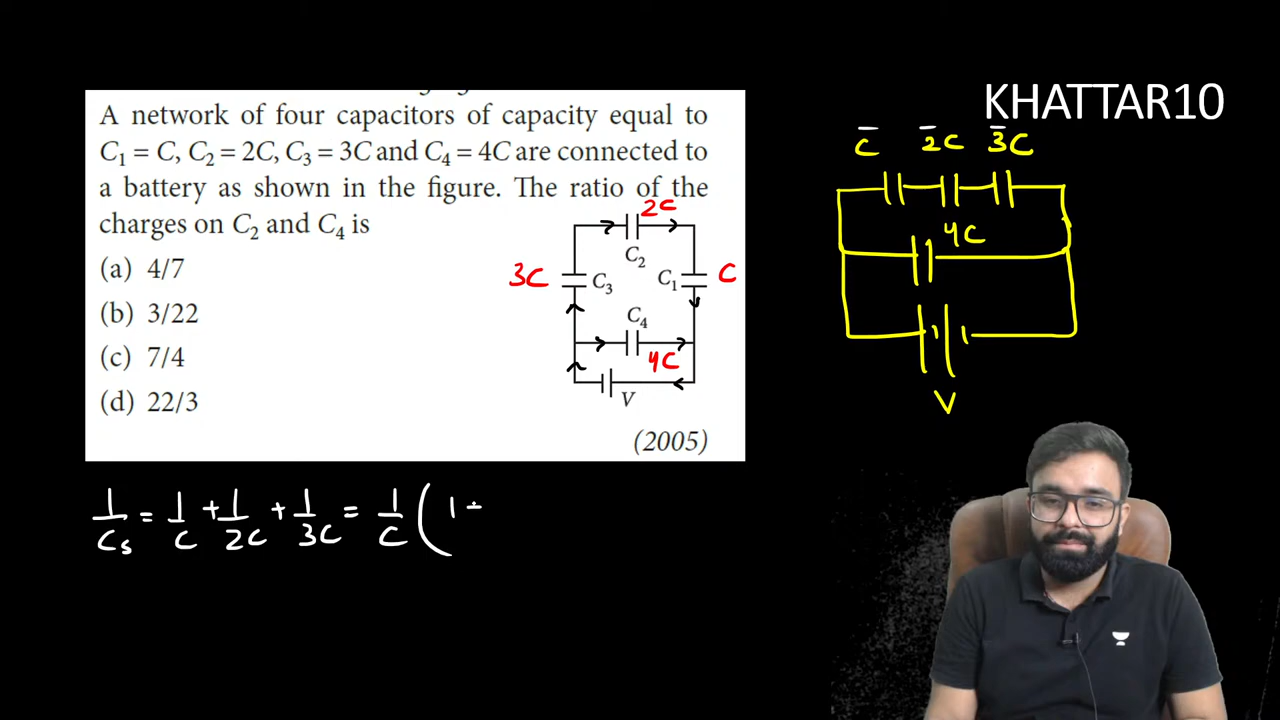 KHATTAR10
A network of four capacitors of capacity equal to
C₁ = C, C₂ = 2C, C₃ = 3C and C₄ = 4C are connected to
a battery as shown in the figure. The ratio of the
charges on C₂ and C₄ is
(a) 4/7
(b) 3/22
(c) 7/4
(d) 22/3
2C
C₂
3C
C₃
C₁
C
C₄
4C
V
(2005)
C 2C 3C
4C
V
1/Cs = 1/C + 1/2C + 1/3C = 1/C ( 1 +